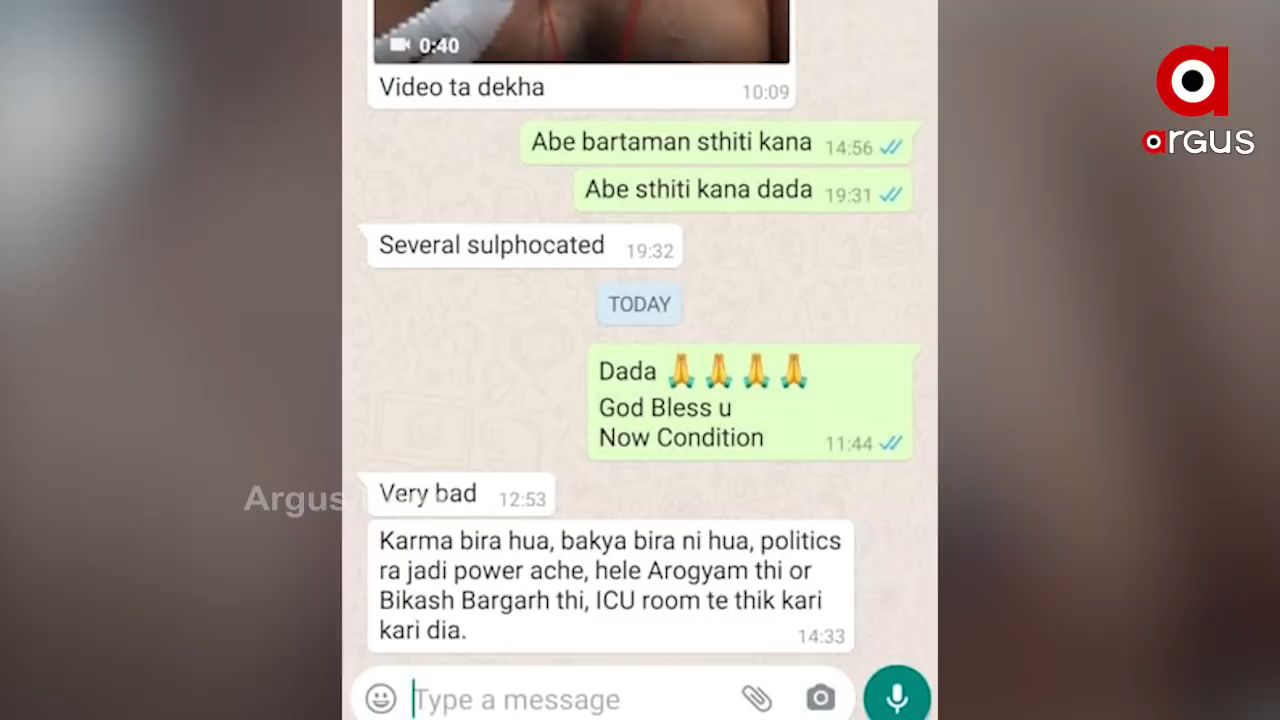 0:40
Video ta dekha
10:09
Abe bartaman sthiti kana
14:56
Abe sthiti kana dada
19:31
Several sulphocated
19:32
TODAY
Dada 🙏🙏🙏🙏
God Bless u
Now Condition
11:44
Very bad
12:53
Karma bira hua, bakya bira ni hua, politics
ra jadi power ache, hele Arogyam thi or
Bikash Bargarh thi, ICU room te thik kari
kari dia.
14:33
Type a message
argus
Argus